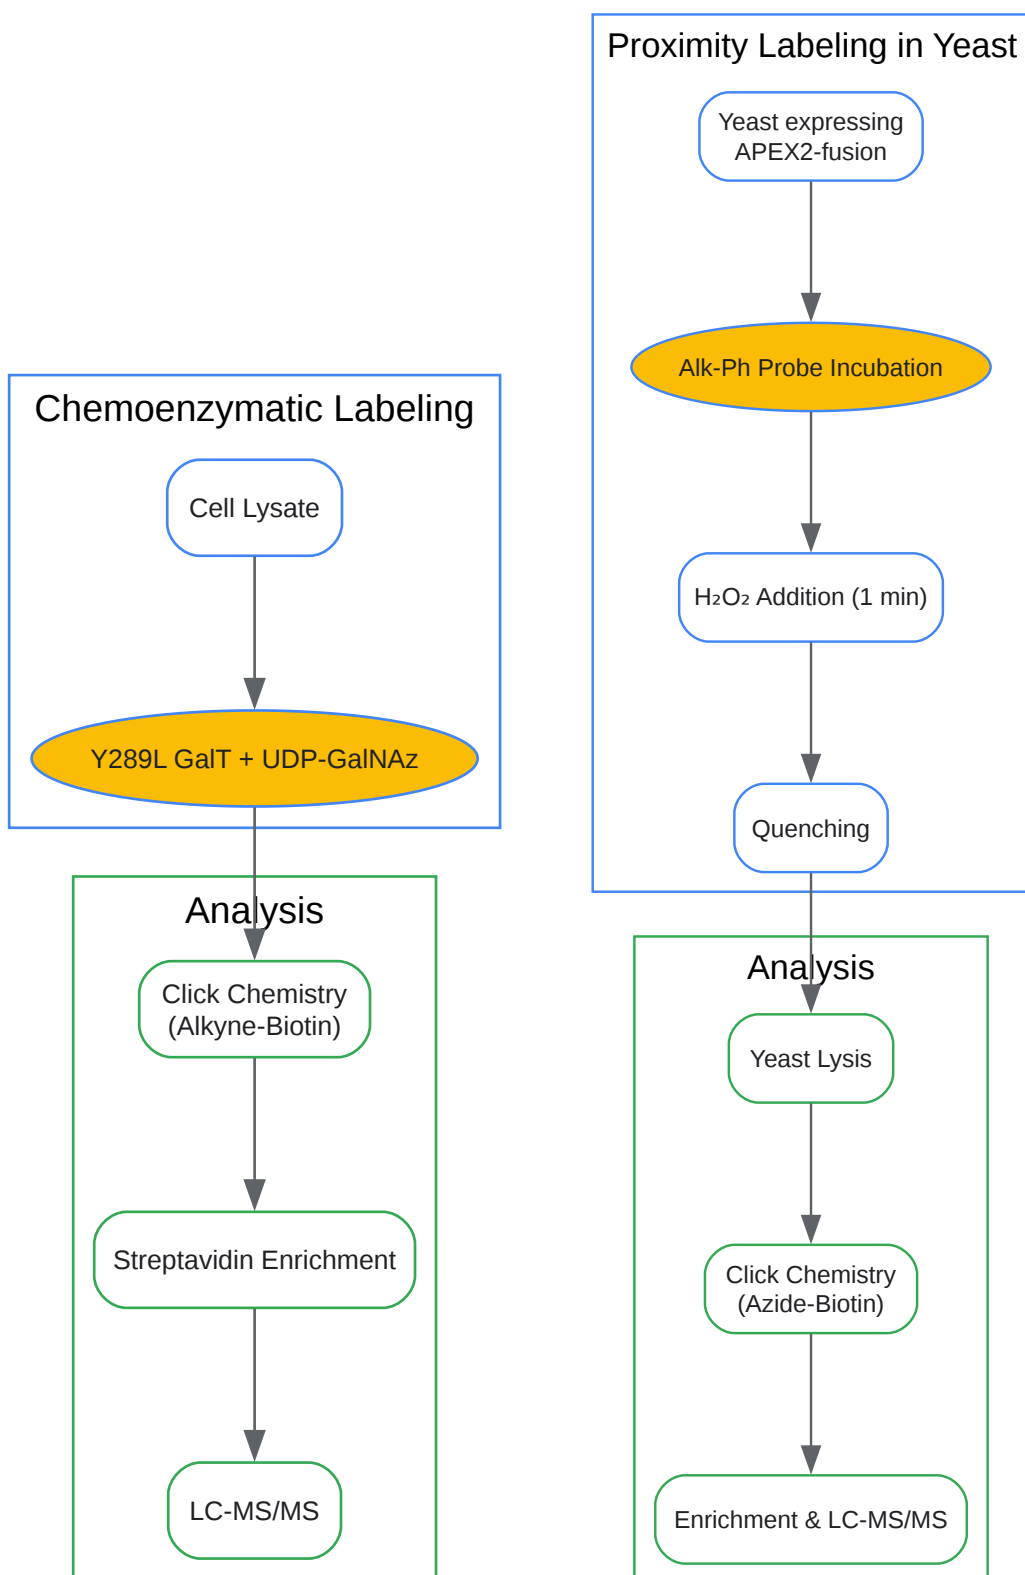 Chemoenzymatic Labeling
Cell Lysate
Y289L GalT + UDP-GalNAz
Analysis
Click Chemistry
(Alkyne-Biotin)
Streptavidin Enrichment
LC-MS/MS
Proximity Labeling in Yeast
Yeast expressing
APEX2-fusion
Alk-Ph Probe Incubation
H₂O₂ Addition (1 min)
Quenching
Analysis
Yeast Lysis
Click Chemistry
(Azide-Biotin)
Enrichment & LC-MS/MS